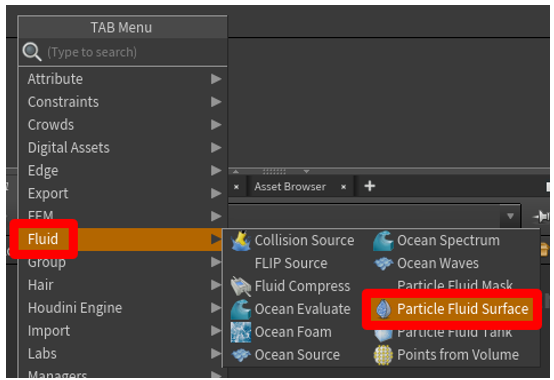 TAB Menu
(Type to search)
Attribute
Constraints
Crowds
Digital Assets
Edge
Export
Asset Browser
FEM
Fluid
Collision Source
Ocean Spectrum
Group
FLIP Source
Ocean Waves
Hair
Fluid Compress
Particle Fluid Mask
Houdini Engine
Ocean Evaluate
Particle Fluid Surface
Import
Ocean Foam
Particle Fluid Tank
Labs
Ocean Source
Points from Volume
Managers